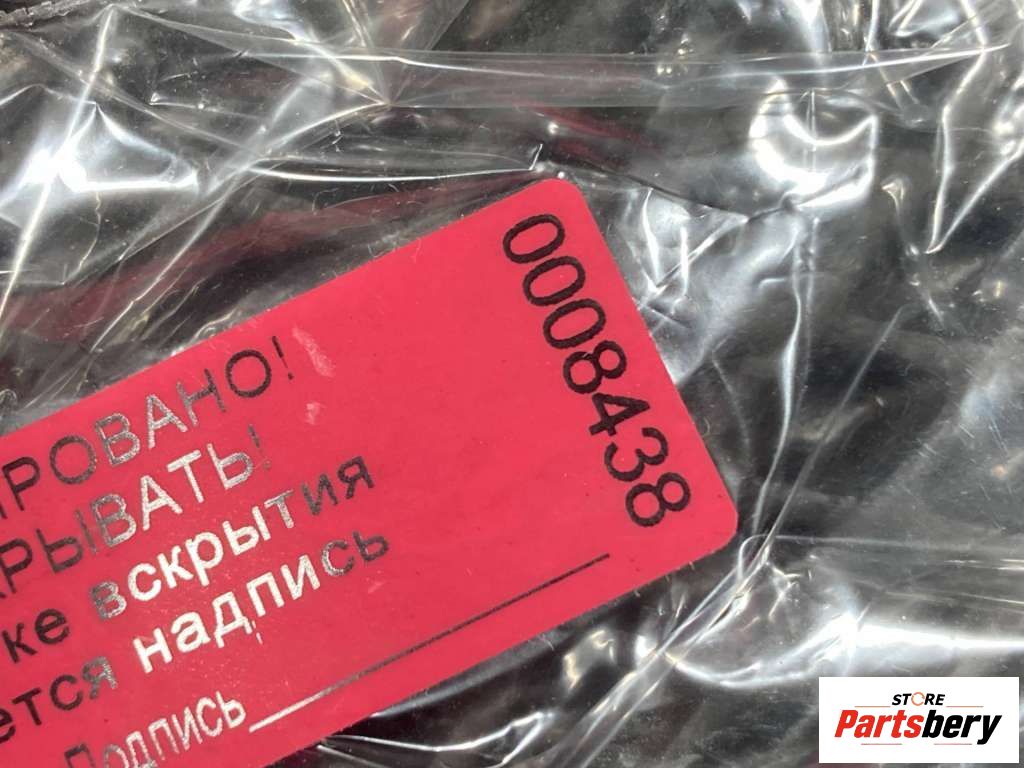 РОВАНО!
РЫВАТЬ!
ке вскрытия
ется надпись
Подпись
0008438
STORE
Partsbery